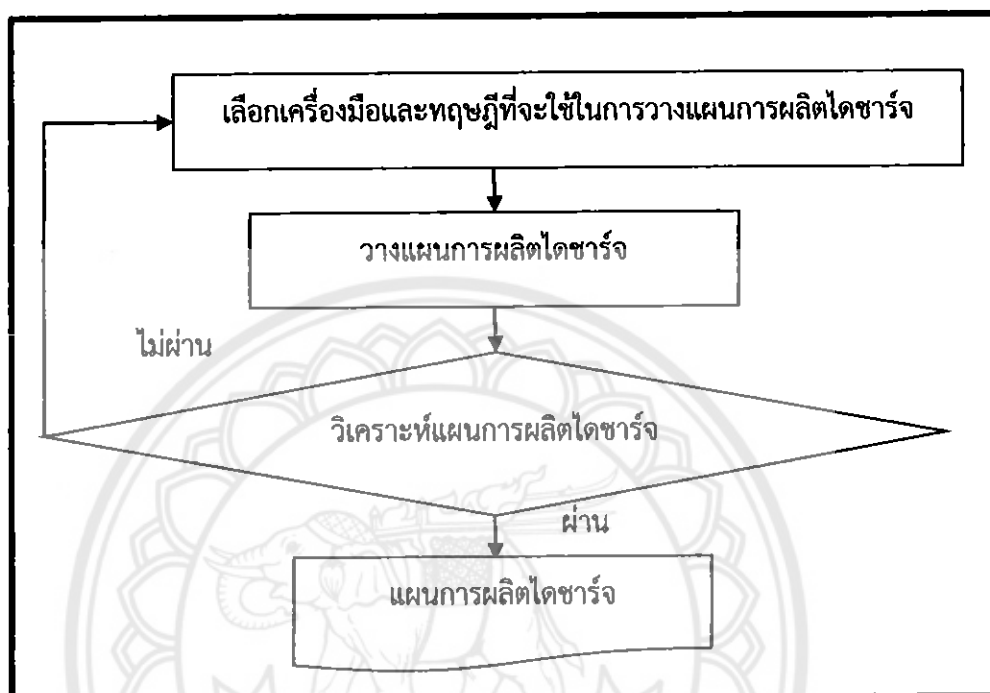 เลือกเครื่องมือและทฤษฎีที่จะใช้ในการวางแผนการผลิตไดชาร์จ
วางแผนการผลิตไดชาร์จ
ไม่ผ่าน
วิเคราะห์แผนการผลิตไดชาร์จ
ผ่าน
แผนการผลิตไดชาร์จ